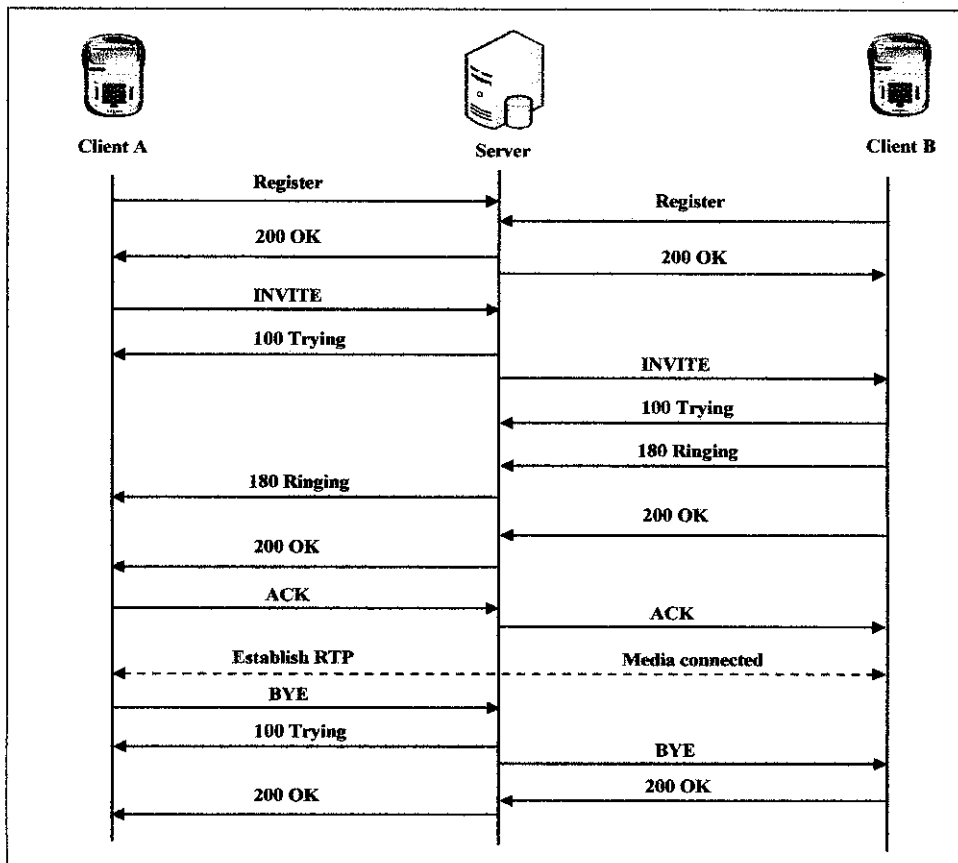 Client A
Server
Client B
Register
Register
200 OK
200 OK
INVITE
100 Trying
INVITE
100 Trying
180 Ringing
180 Ringing
200 OK
200 OK
ACK
ACK
Establish RTP
Media connected
BYE
100 Trying
BYE
200 OK
200 OK